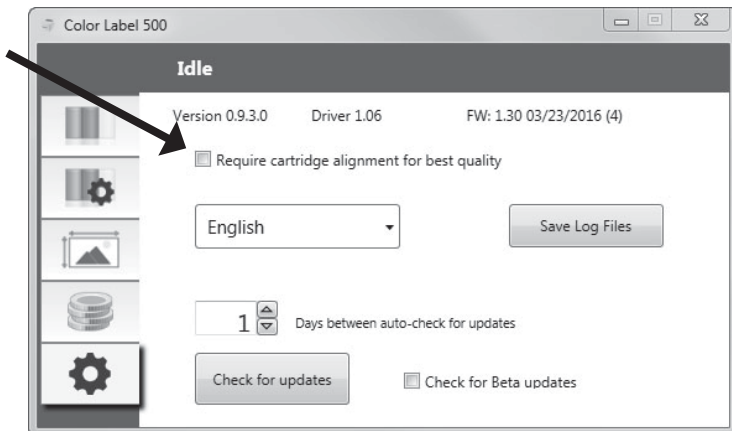 Color Label 500
Idle
Version 0.9.3.0 Driver 1.06 FW: 1.30 03/23/2016 (4)
Require cartridge alignment for best quality
English Save Log Files
1 Days between auto-check for updates
Check for updates Check for Beta updates